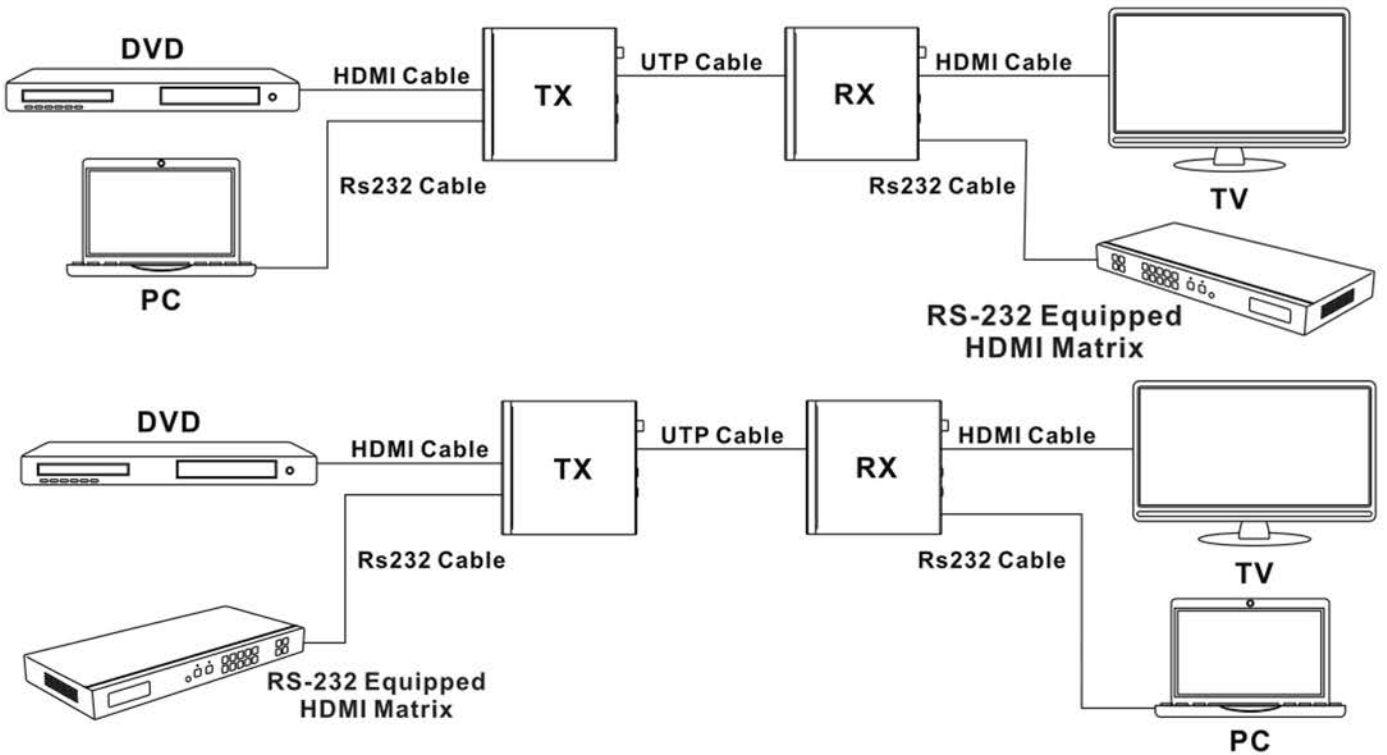 DVD
HDMI Cable
TX
UTP Cable
RX
HDMI Cable
Rs232 Cable
Rs232 Cable
TV
PC
RS-232 Equipped
HDMI Matrix
DVD
HDMI Cable
TX
UTP Cable
RX
HDMI Cable
Rs232 Cable
Rs232 Cable
TV
RS-232 Equipped
HDMI Matrix
PC